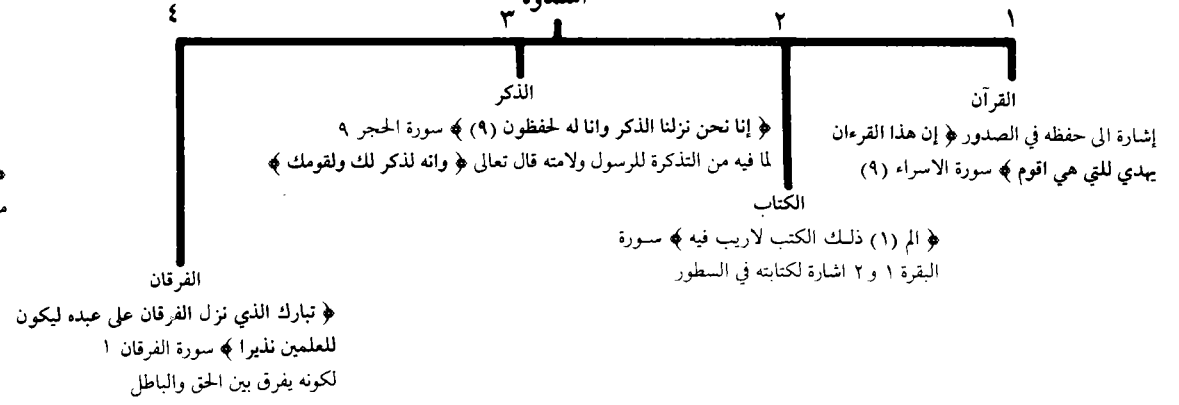 ١
٢
٣
٤
القرآن
إشارة الى حفظه في الصدور ﴿ إن هذا القرءان
يهدي للتي هي اقوم ﴾ سورة الاسراء (٩)
الكتاب
﴿ الم (١) ذلـك الكتب لاريب فيه ﴾ سـورة
البقرة ١ و ٢ اشارة لكتابته في السطور
الذكر
﴿ إنا نحن نزلنا الذكر وانا له لحفظون (٩) ﴾ سورة الحجر ٩
لما فيه من التذكرة للرسول ولامته قال تعالى ﴿ وانه لذكر لك ولقومك ﴾
الفرقان
﴿ تبارك الذي نزل الفرقان على عبده ليكون
للعلمين نذيرا ﴾ سورة الفرقان ١
لكونه يفرق بين الحق والباطل